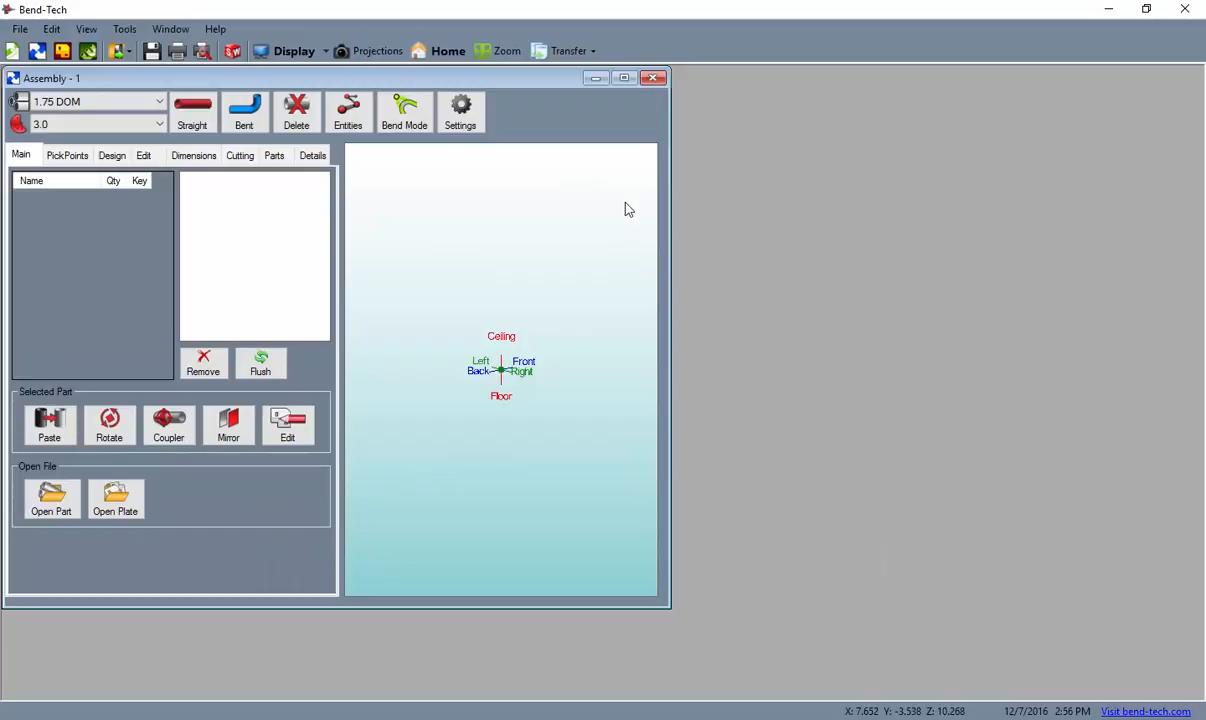 Bend-Tech
File Edit View Tools Window Help
Display Projections Home Zoom Transfer
Assembly - 1
1.75 DOM
3.0
Straight Bent Delete Entities Bend Mode Settings
Main PickPoints Design Edit Dimensions Cutting Parts Details
Name Qty Key
Remove Flush
Selected Part
Paste Rotate Coupler Mirror Edit
Open File
Open Part Open Plate
Ceiling
Left Front
Back Right
Floor
X: 7.652 Y: -3.538 Z: 10.268 12/7/2016 2:56 PM Visit bend-tech.com